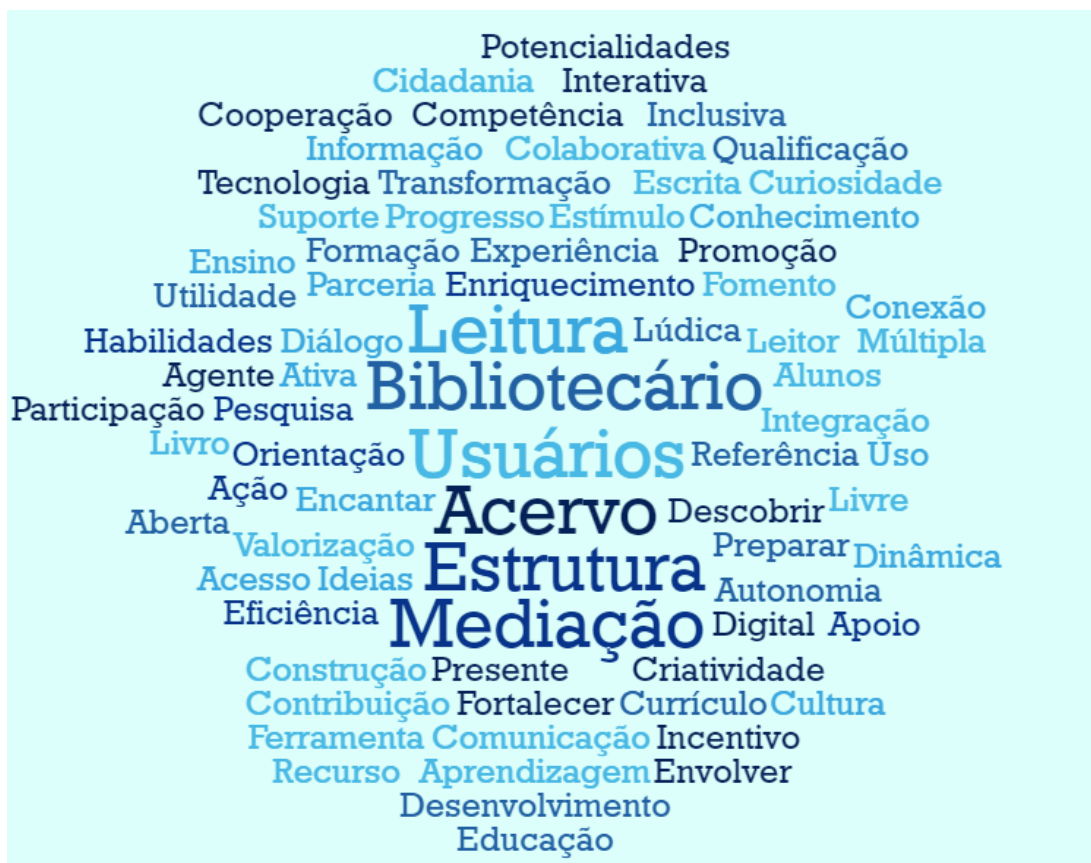 Potencialidades
Cidadania Interativa
Cooperação Competência Inclusiva
Informação Colaborativa Qualificação
Tecnologia Transformação Escrita Curiosidade
Suporte Progresso Estímulo Conhecimento
Ensino Formação Experiência Promoção
Utilidade Parceria Enriquecimento Fomento Conexão
Habilidades Diálogo Leitura Lúdica Leitor Múltipla
Agente Ativa Bibliotecário Alunos
Participação Pesquisa Integração
Livro Orientação Usuários Referência Uso
Ação Encantar Acervo Descobrir Livre
Aberta Valorização Estrutura Preparar Dinâmica
Acesso Ideias Autonomia
Eficiência Mediação Digital Apoio
Construção Presente Criatividade
Contribuição Fortalecer Currículo Cultura
Ferramenta Comunicação Incentivo
Recurso Aprendizagem Envolver
Desenvolvimento
Educação